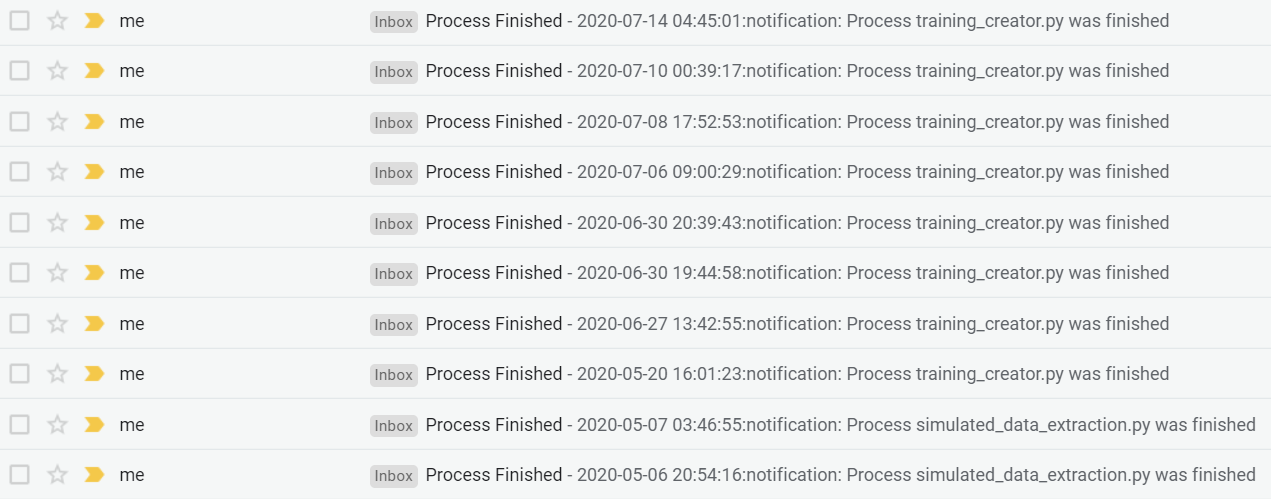 me Inbox Process Finished - 2020-07-14 04:45:01:notification: Process training_creator.py was finished
me Inbox Process Finished - 2020-07-10 00:39:17:notification: Process training_creator.py was finished
me Inbox Process Finished - 2020-07-08 17:52:53:notification: Process training_creator.py was finished
me Inbox Process Finished - 2020-07-06 09:00:29:notification: Process training_creator.py was finished
me Inbox Process Finished - 2020-06-30 20:39:43:notification: Process training_creator.py was finished
me Inbox Process Finished - 2020-06-30 19:44:58:notification: Process training_creator.py was finished
me Inbox Process Finished - 2020-06-27 13:42:55:notification: Process training_creator.py was finished
me Inbox Process Finished - 2020-05-20 16:01:23:notification: Process training_creator.py was finished
me Inbox Process Finished - 2020-05-07 03:46:55:notification: Process simulated_data_extraction.py was finished
me Inbox Process Finished - 2020-05-06 20:54:16:notification: Process simulated_data_extraction.py was finished